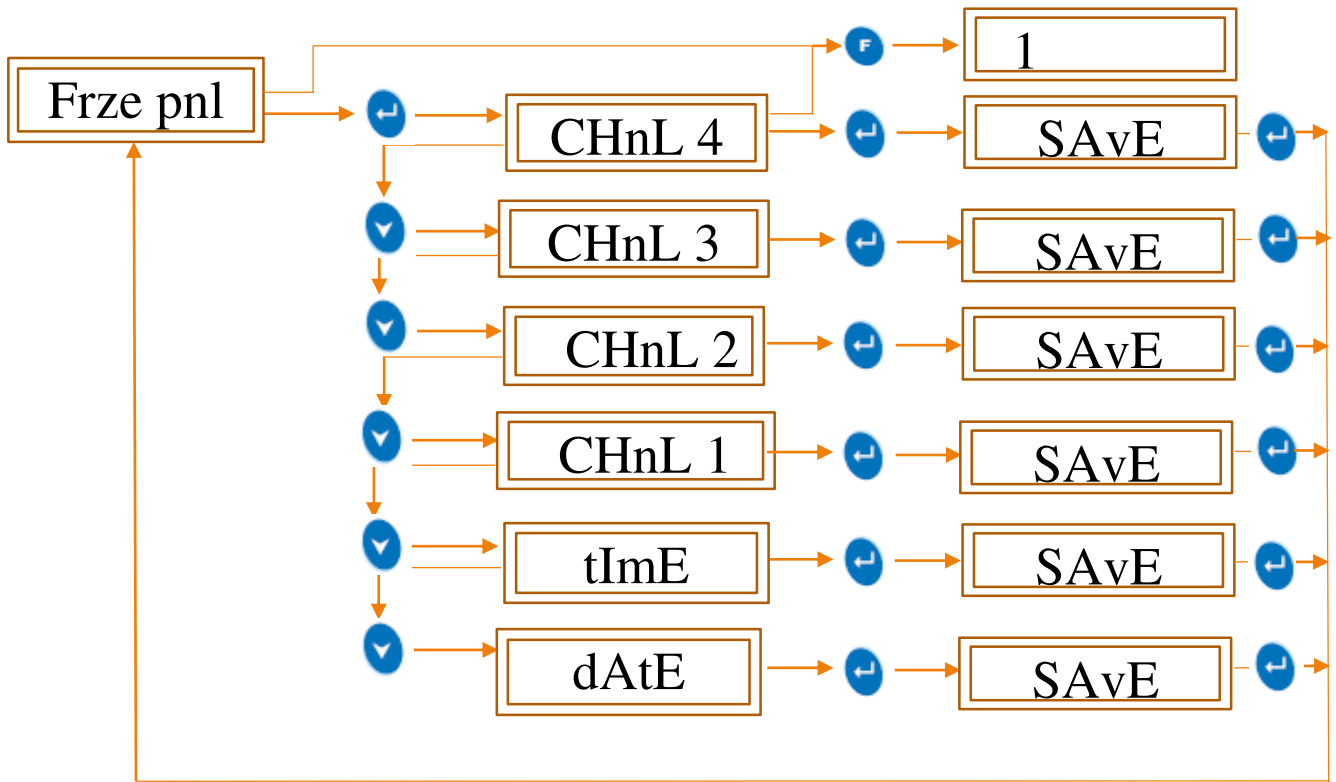 F
1
Frze pnl
CHnL 4
SAvE
CHnL 3
SAvE
CHnL 2
SAvE
CHnL 1
SAvE
tImE
SAvE
dAtE
SAvE